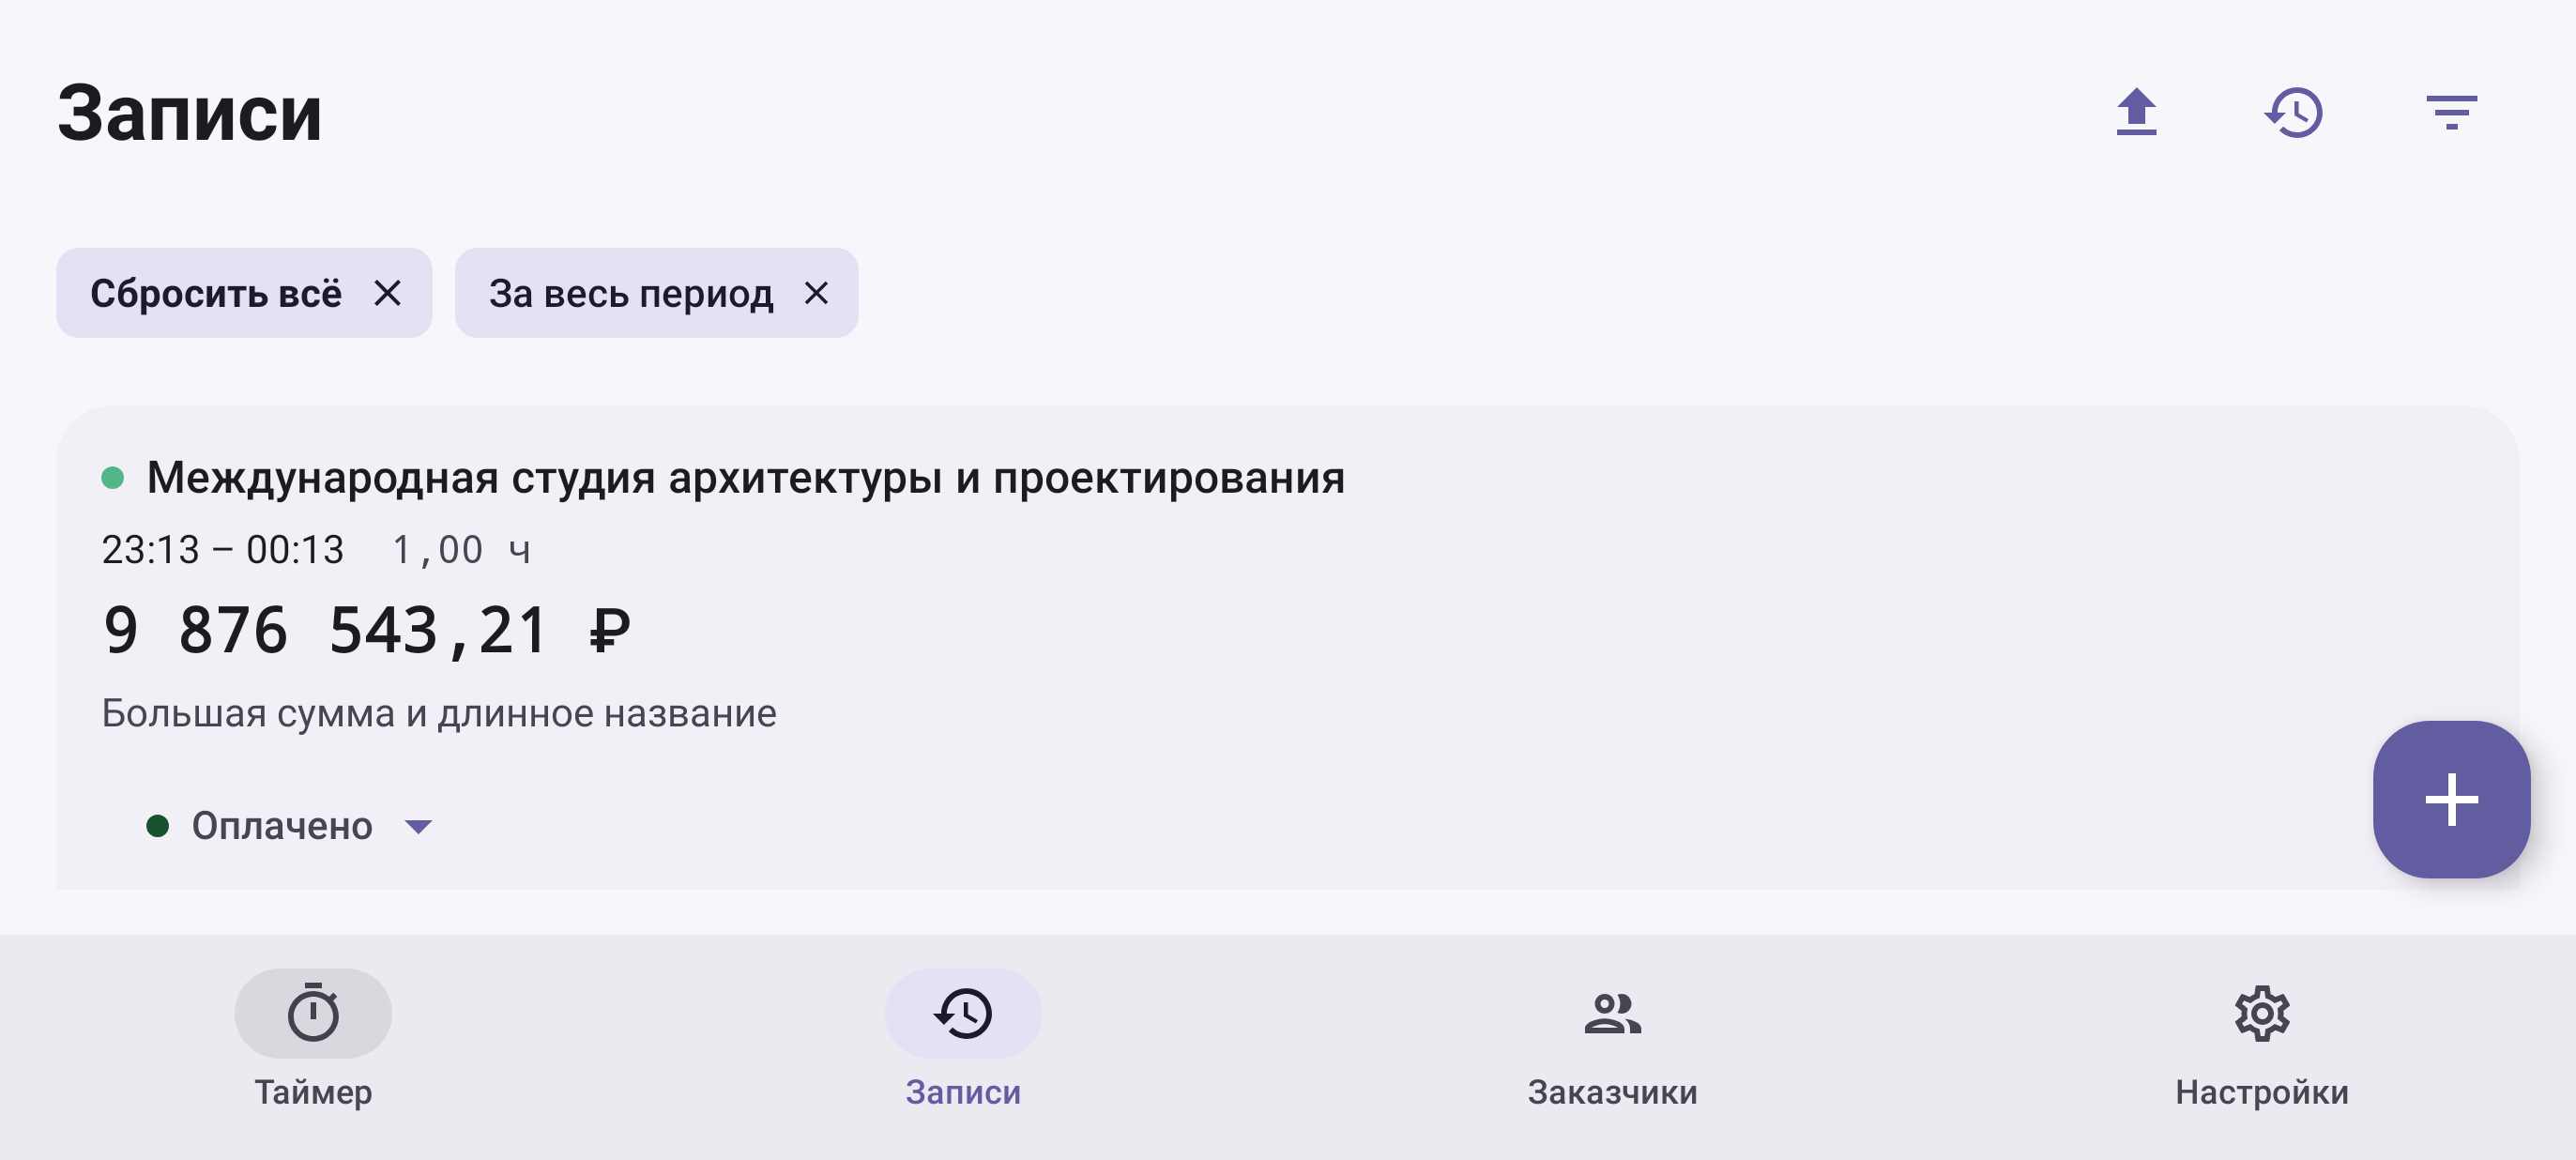 Записи
Сбросить всё
За весь период
Международная студия архитектуры и проектирования
23:13 – 00:13 1,00 ч
9 876 543,21 ₽
Большая сумма и длинное название
Оплачено
Таймер
Записи
Заказчики
Настройки